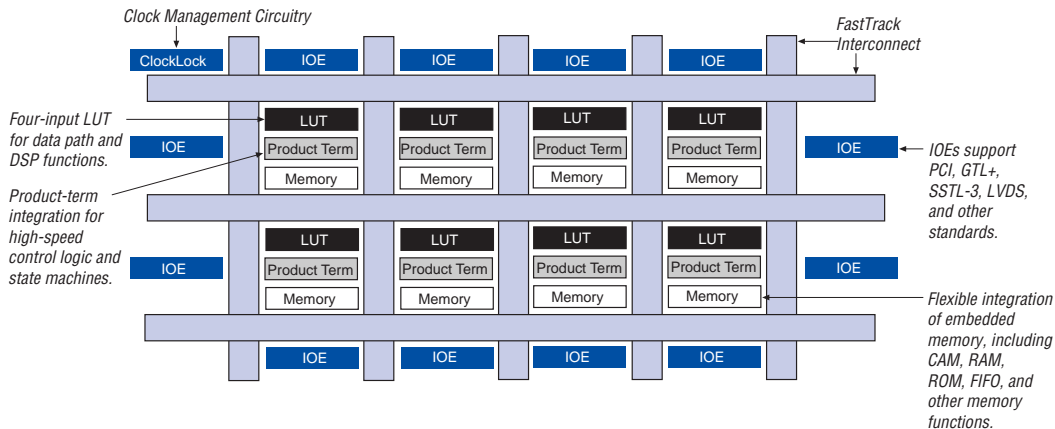 Clock Management Circuitry
FastTrack
Interconnect
ClockLock
IOE
IOE
IOE
IOE
Four-input LUT
for data path and
DSP functions.
LUT
LUT
LUT
LUT
IOE
Product Term
Product Term
Product Term
Product Term
IOE
IOEs support
PCI, GTL+,
SSTL-3, LVDS,
and other
standards.
Memory
Memory
Memory
Memory
Product-term
integration for
high-speed
control logic and
state machines.
LUT
LUT
LUT
LUT
IOE
Product Term
Product Term
Product Term
Product Term
IOE
Memory
Memory
Memory
Memory
Flexible integration
of embedded
memory, including
CAM, RAM,
ROM, FIFO, and
other memory
functions.
IOE
IOE
IOE
IOE